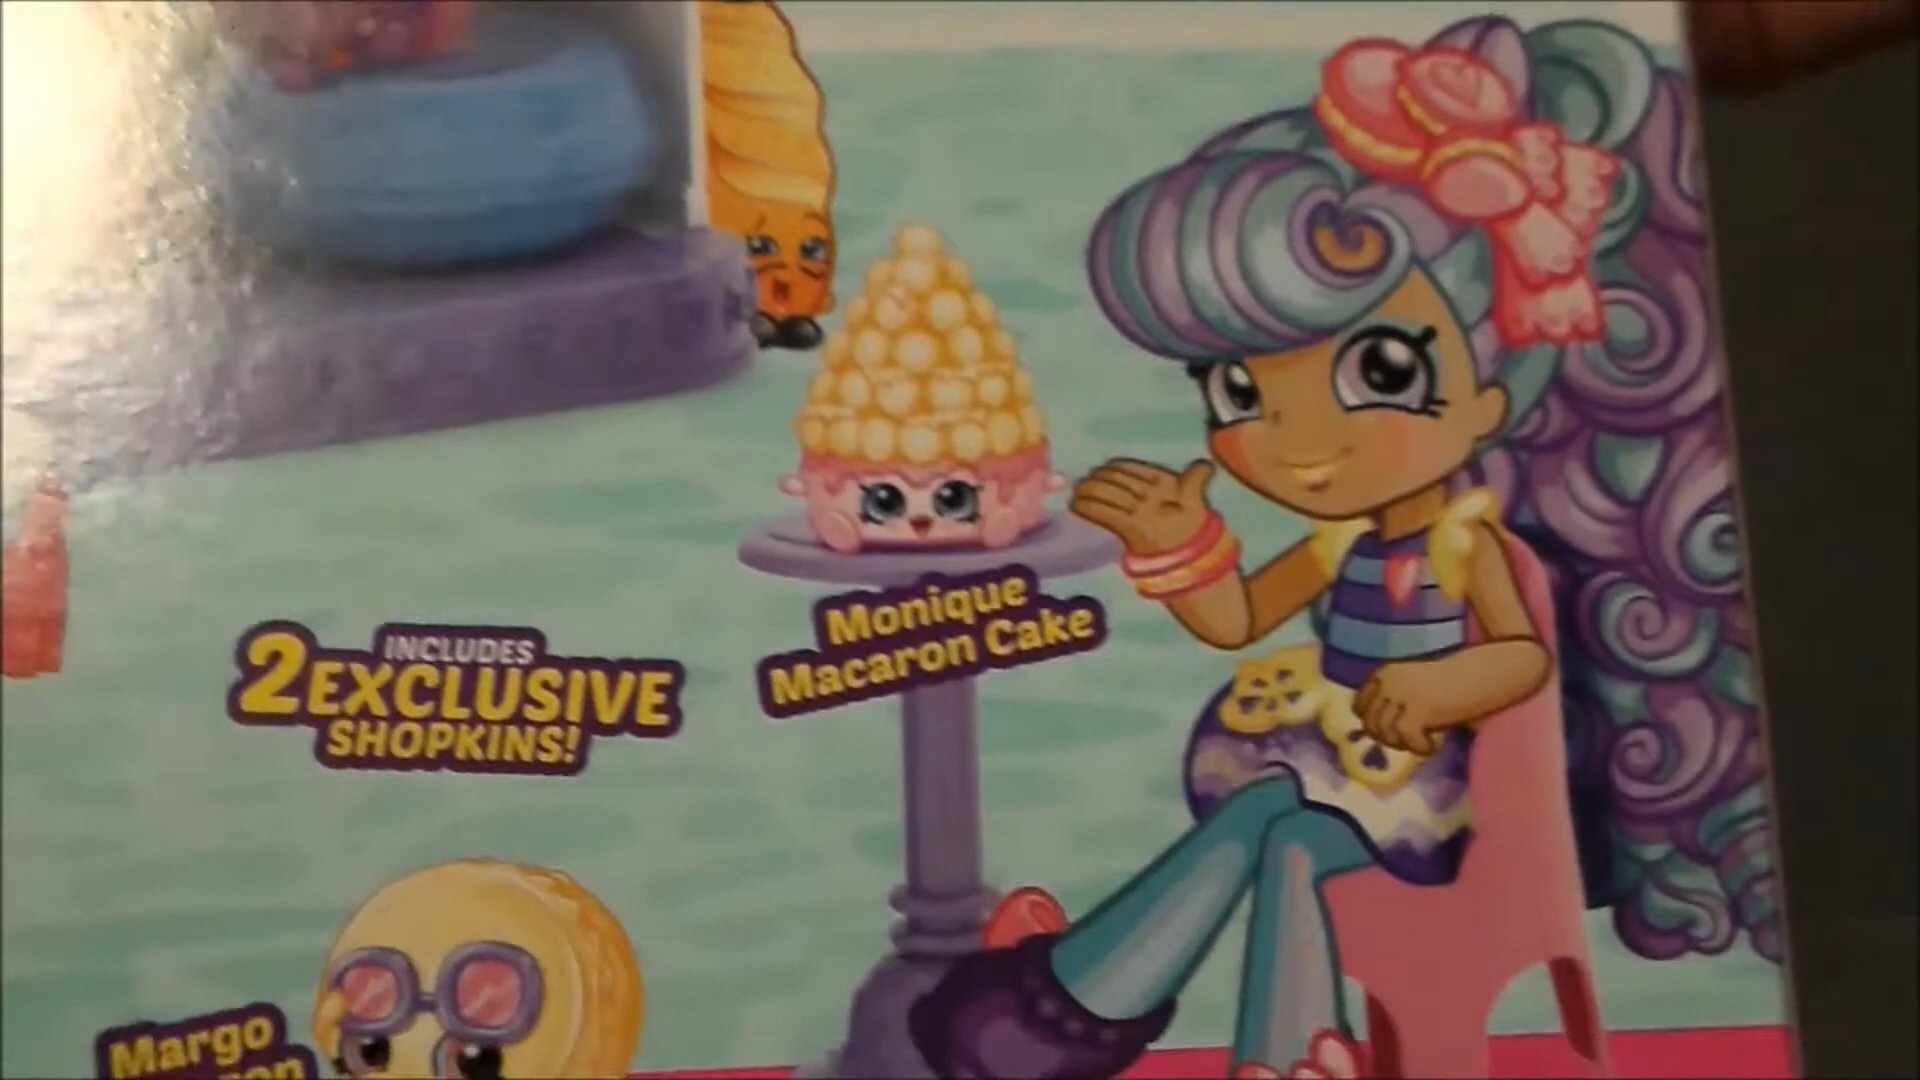 Monique
Macaron Cake
INCLUDES
2 EXCLUSIVE
SHOPKINS!
Margo